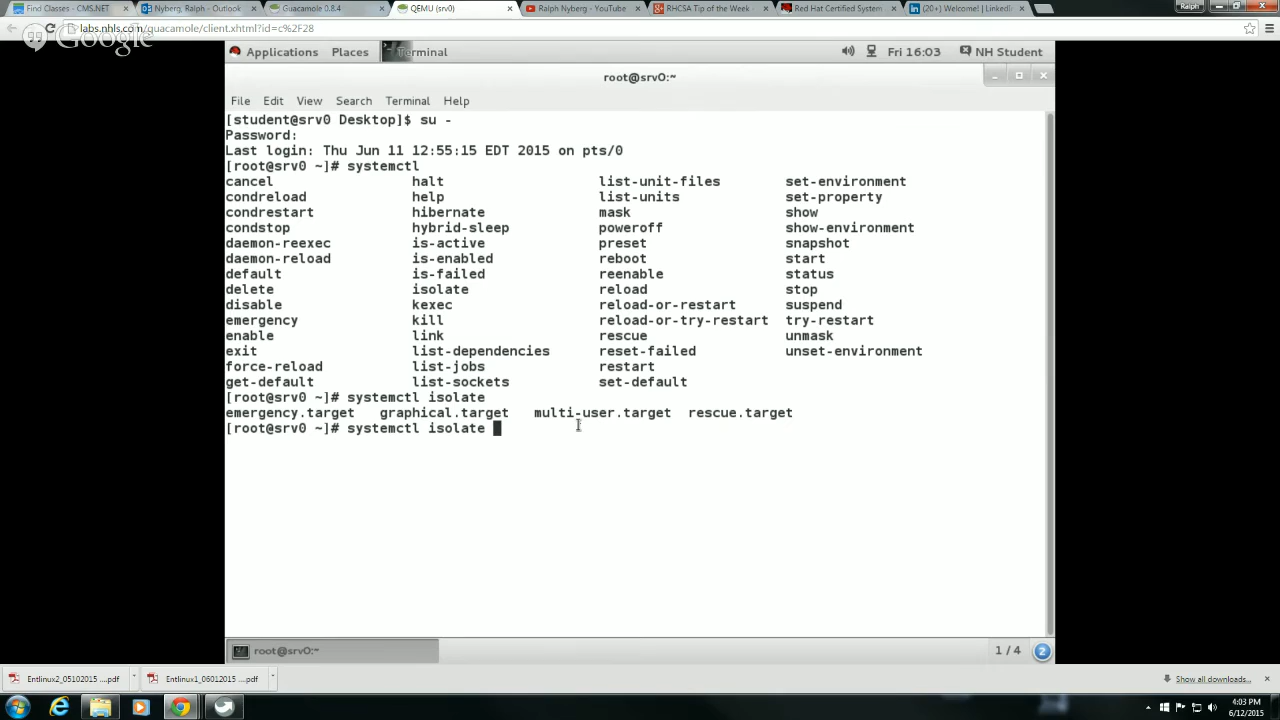 Find Classes - CMS.NET
Nyberg, Ralph - Outlook
Guacamole 0.8.4
QEMU (srv0)
Ralph Nyberg - YouTube
RHCSA Tip of the Week -
Red Hat Certified System
(20+) Welcome! | LinkedI
Ralph
labs.nhls.com/guacamole/client.xhtml?id=c%2F28
Google
Applications Places Terminal Fri 16:03 NH Student
root@srv0:~
File Edit View Search Terminal Help
[student@srv0 Desktop]$ su -
Password:
Last login: Thu Jun 11 12:55:15 EDT 2015 on pts/0
[root@srv0 ~]# systemctl
cancel halt list-unit-files set-environment
condreload help list-units set-property
condrestart hibernate mask show
condstop hybrid-sleep poweroff show-environment
daemon-reexec is-active preset snapshot
daemon-reload is-enabled reboot start
default is-failed reenable status
delete isolate reload stop
disable kexec reload-or-restart suspend
emergency kill reload-or-try-restart try-restart
enable link rescue unmask
exit list-dependencies reset-failed unset-environment
force-reload list-jobs restart
get-default list-sockets set-default
[root@srv0 ~]# systemctl isolate
emergency.target graphical.target multi-user.target rescue.target
[root@srv0 ~]# systemctl isolate
root@srv0:~ 1 / 4 2
Entlinux2_05102015 ....pdf Entlinux1_06012015 ....pdf Show all downloads...
4:03 PM
6/12/2015